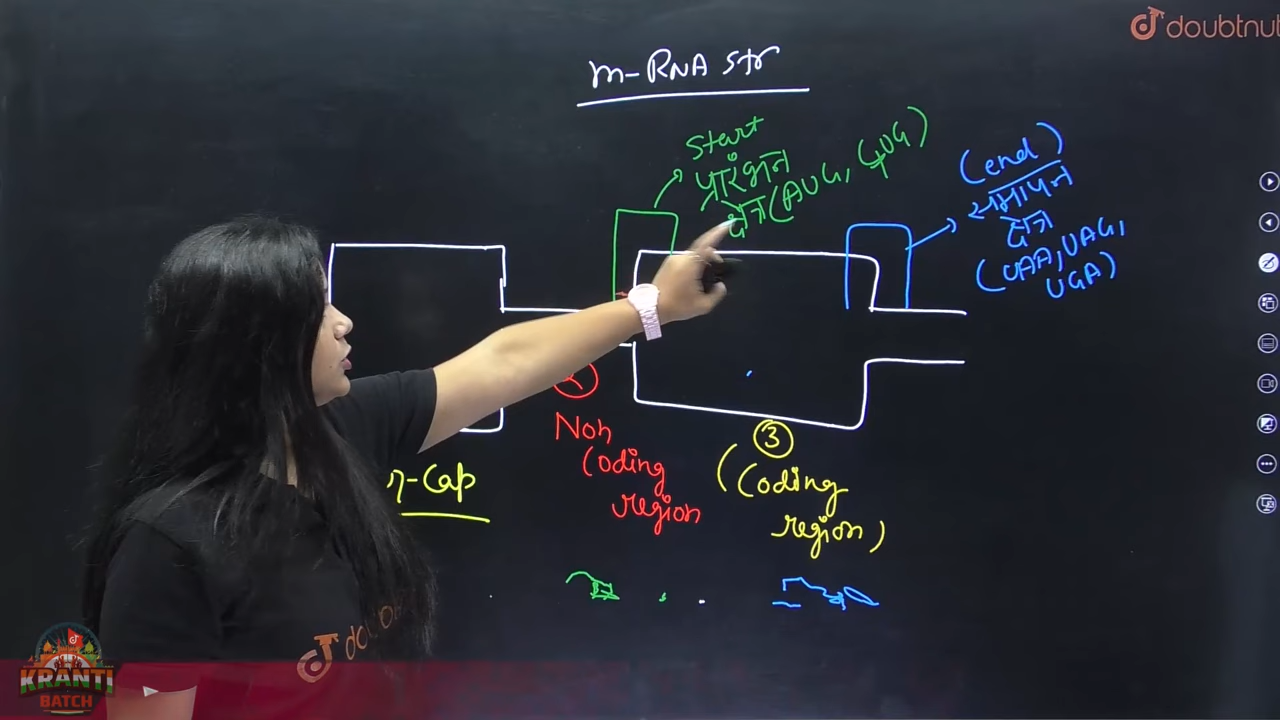 doubtnut
m-RNA str
Start
प्रारंभन
क्षेत्र (AUG, GUG)
(end)
समापन
क्षेत्र
(UAA, UAG,
UGA)
-Cap
Non
Coding
region
3
(Coding
region)
KRANTI
BATCH